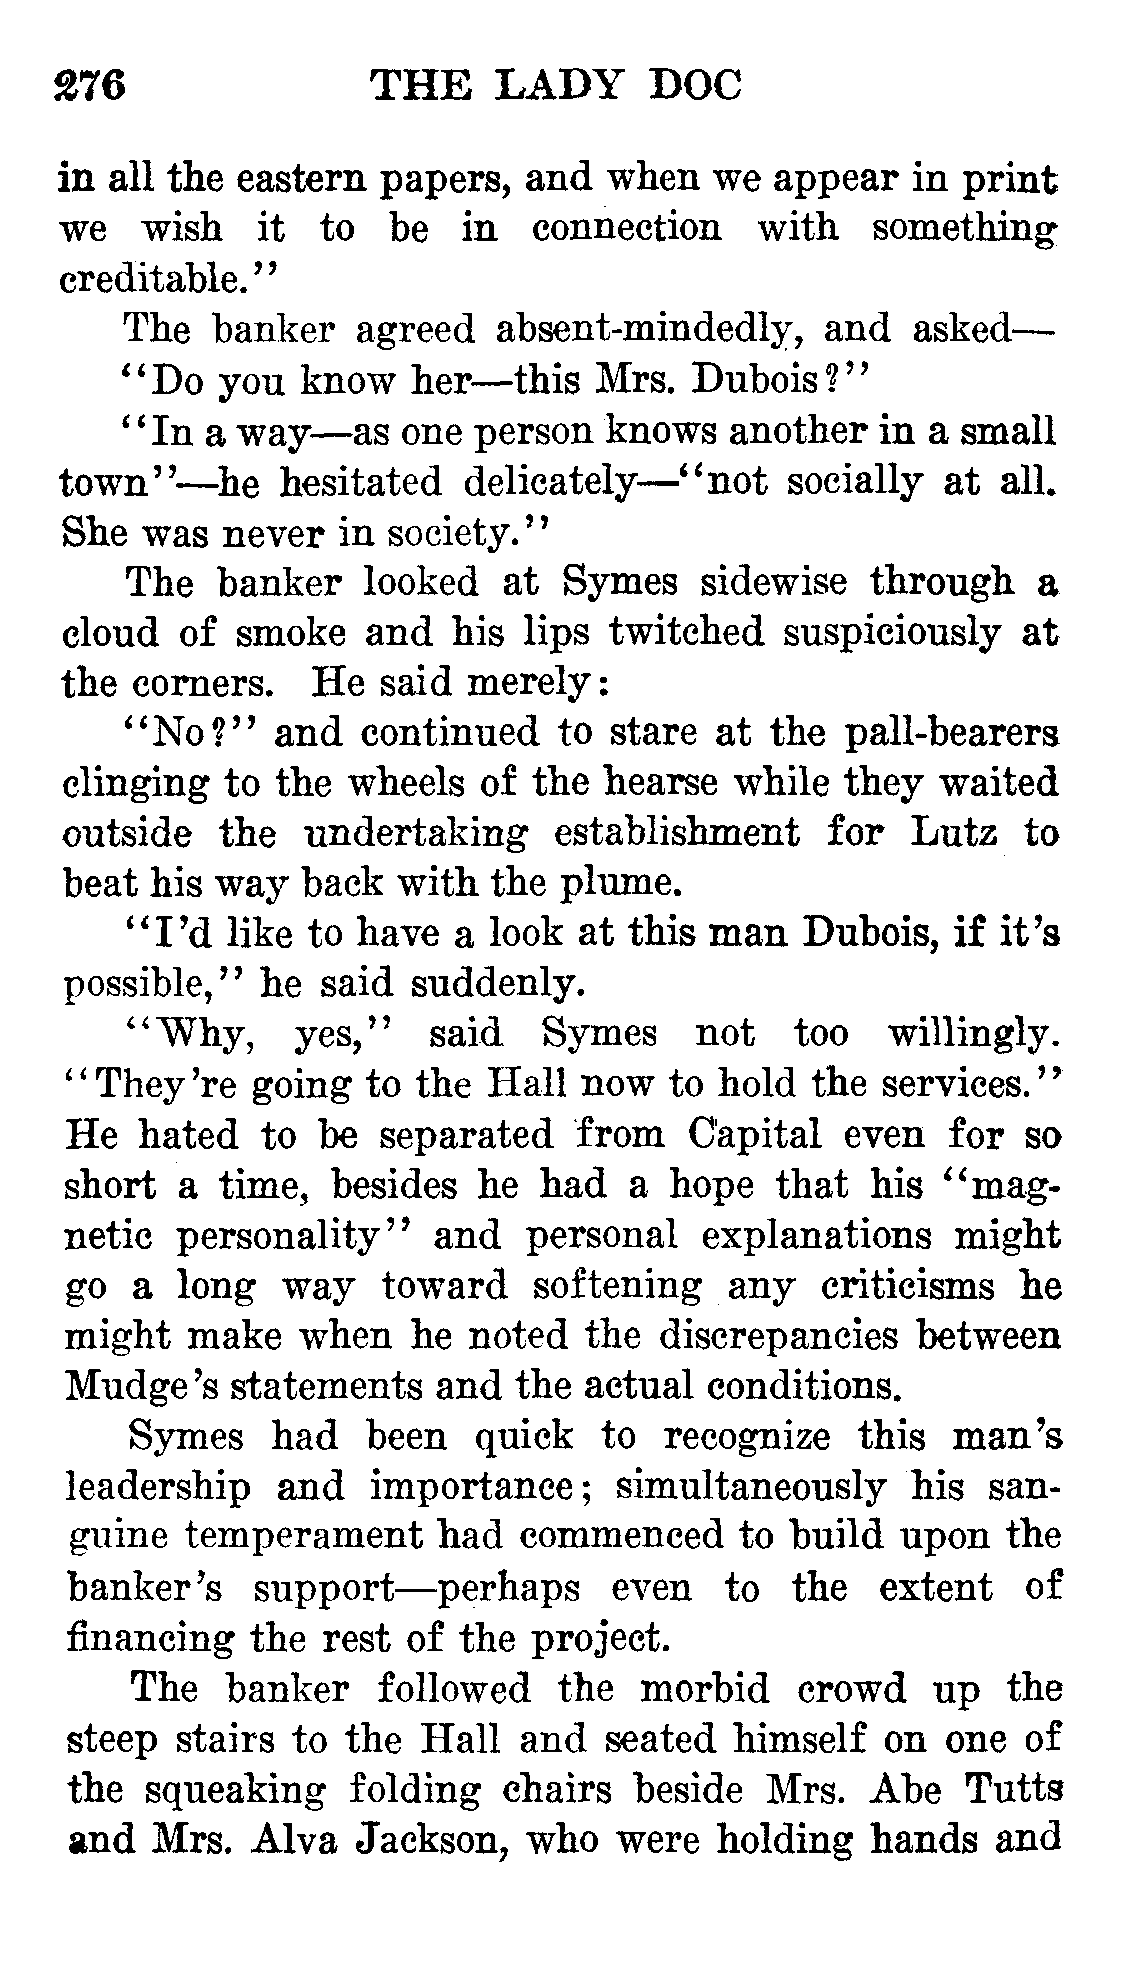 276 THE LADY DOC
in all the eastern papers, and when we appear in print
we wish it to be in connection with something
creditable."
The banker agreed absent-mindedly, and asked—
"Do you know her—this Mrs. Dubois?"
"In a way—as one person knows another in a small
town"—he hesitated delicately—"not socially at all.
She was never in society."
The banker looked at Symes sidewise through a
cloud of smoke and his lips twitched suspiciously at
the corners. He said merely:
"No?" and continued to stare at the pall-bearers
clinging to the wheels of the hearse while they waited
outside the undertaking establishment for Lutz to
beat his way back with the plume.
"I'd like to have a look at this man Dubois, if it's
possible," he said suddenly.
"Why, yes," said Symes not too willingly.
"They're going to the Hall now to hold the services."
He hated to be separated from Capital even for so
short a time, besides he had a hope that his "mag-
netic personality" and personal explanations might
go a long way toward softening any criticisms he
might make when he noted the discrepancies between
Mudge's statements and the actual conditions.
Symes had been quick to recognize this man's
leadership and importance; simultaneously his san-
guine temperament had commenced to build upon the
banker's support—perhaps even to the extent of
financing the rest of the project.
The banker followed the morbid crowd up the
steep stairs to the Hall and seated himself on one of
the squeaking folding chairs beside Mrs. Abe Tutts
and Mrs. Alva Jackson, who were holding hands and